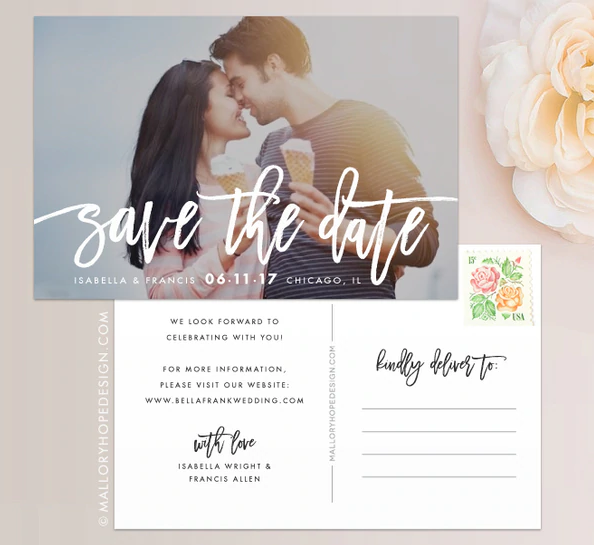 save the date
ISABELLA & FRANCIS 06·11·17 CHICAGO, IL
WE LOOK FORWARD TO
CELEBRATING WITH YOU!
FOR MORE INFORMATION,
PLEASE VISIT OUR WEBSITE:
WWW.BELLAFRANKWEDDING.COM
with love
ISABELLA WRIGHT &
FRANCIS ALLEN
MALLORYHOPEDESIGN.COM
kindly deliver to:
15c
USA
© MALLORYHOPEDESIGN.COM